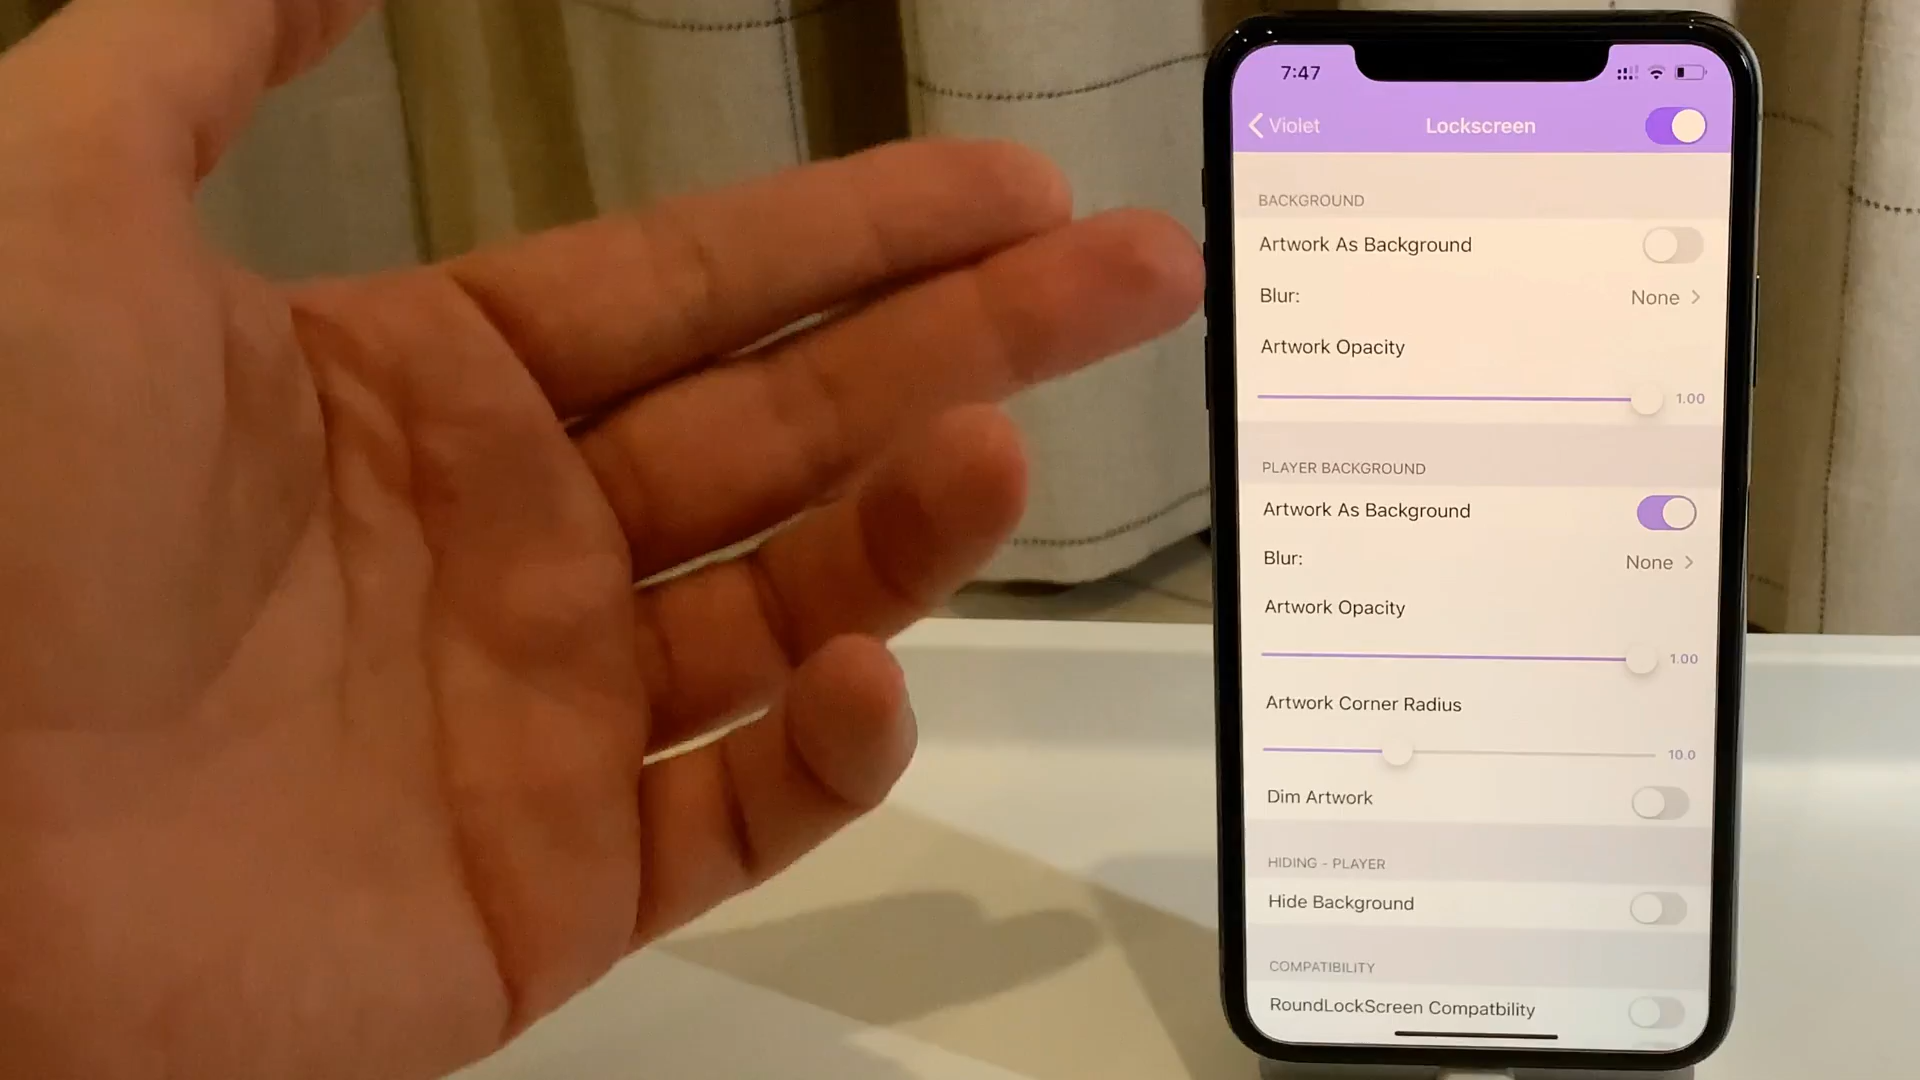 7:47
Violet
Lockscreen
BACKGROUND
Artwork As Background
Blur:
None
Artwork Opacity
1.00
PLAYER BACKGROUND
Artwork As Background
Blur:
None
Artwork Opacity
1.00
Artwork Corner Radius
10.0
Dim Artwork
HIDING - PLAYER
Hide Background
COMPATIBILITY
RoundLockScreen Compatbility